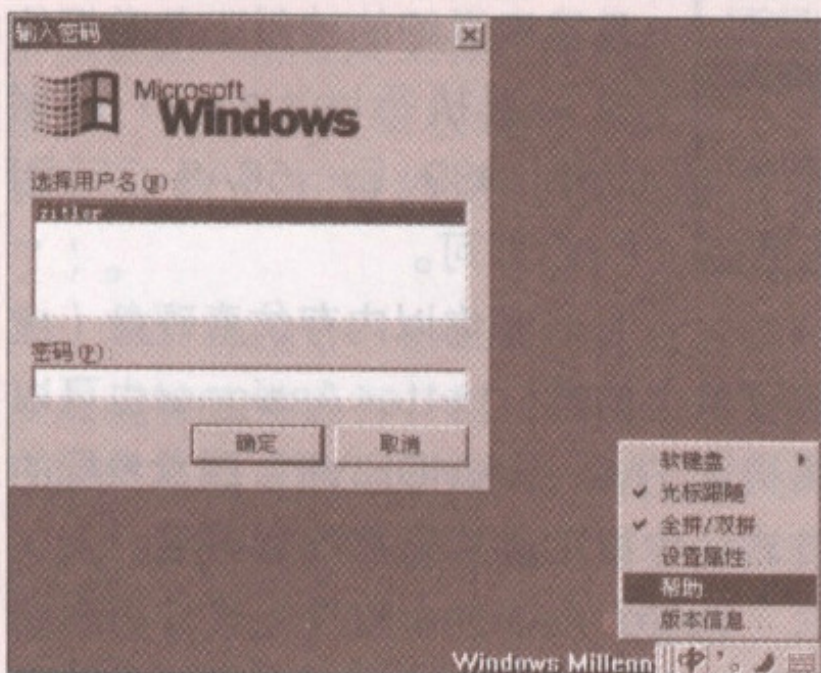 输入密码
Microsoft
Windows
选择用户名(N):
zitier
密码(P):
确定
取消
软键盘
光标跟随
全拼/双拼
设置属性...
帮助
版本信息...
Windows Millenn
中